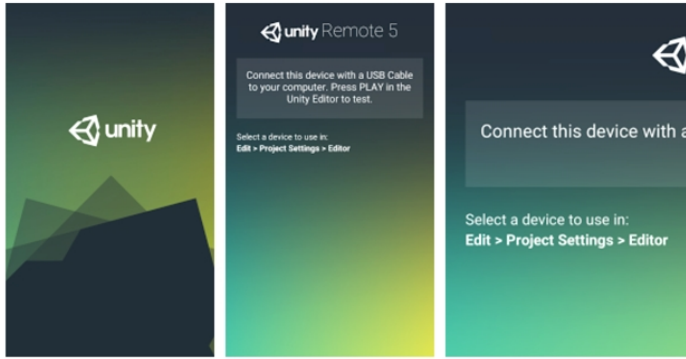 unity
unity Remote 5
Connect this device with a USB Cable
to your computer. Press PLAY in the
Unity Editor to test.
Select a device to use in:
Edit > Project Settings > Editor
Connect this device with a
Select a device to use in:
Edit > Project Settings > Editor